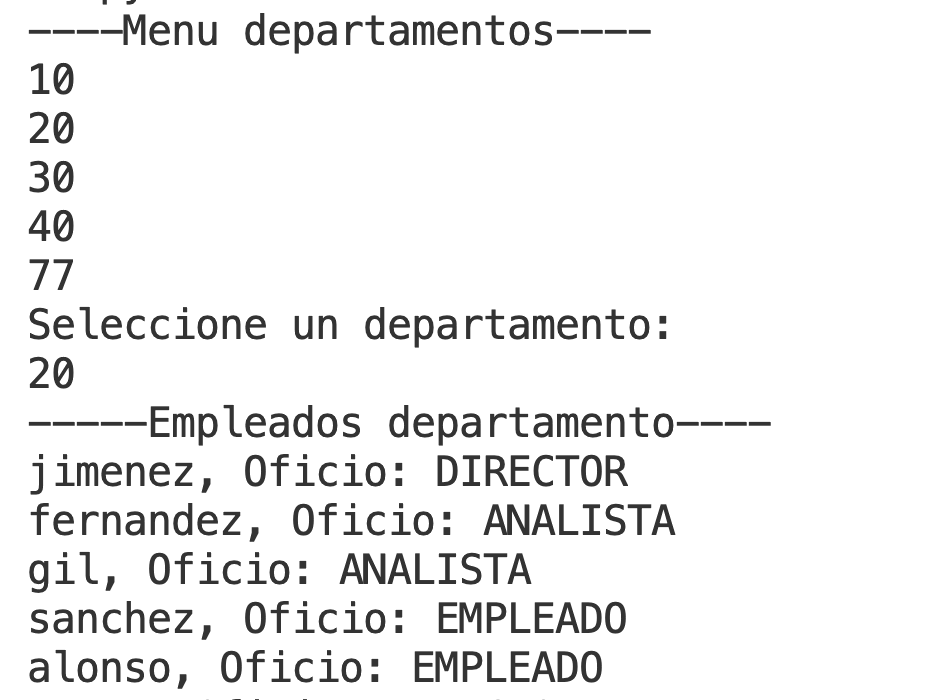 ----Menu departamentos----
10
20
30
40
77
Seleccione un departamento:
20
-----Empleados departamento----
jimenez, Oficio: DIRECTOR
fernandez, Oficio: ANALISTA
gil, Oficio: ANALISTA
sanchez, Oficio: EMPLEADO
alonso, Oficio: EMPLEADO